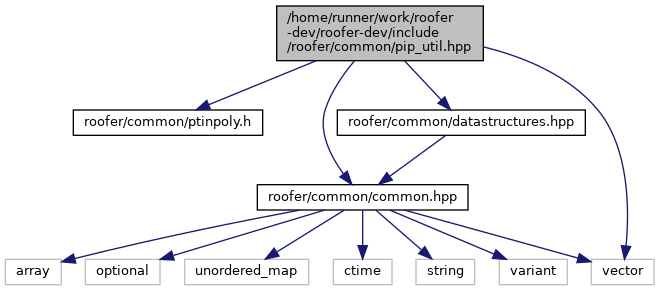 /home/runner/work/roofer
-dev/roofer-dev/include
/roofer/common/pip_util.hpp
roofer/common/ptinpoly.h
roofer/common/datastructures.hpp
roofer/common/common.hpp
array
optional
unordered_map
ctime
string
variant
vector